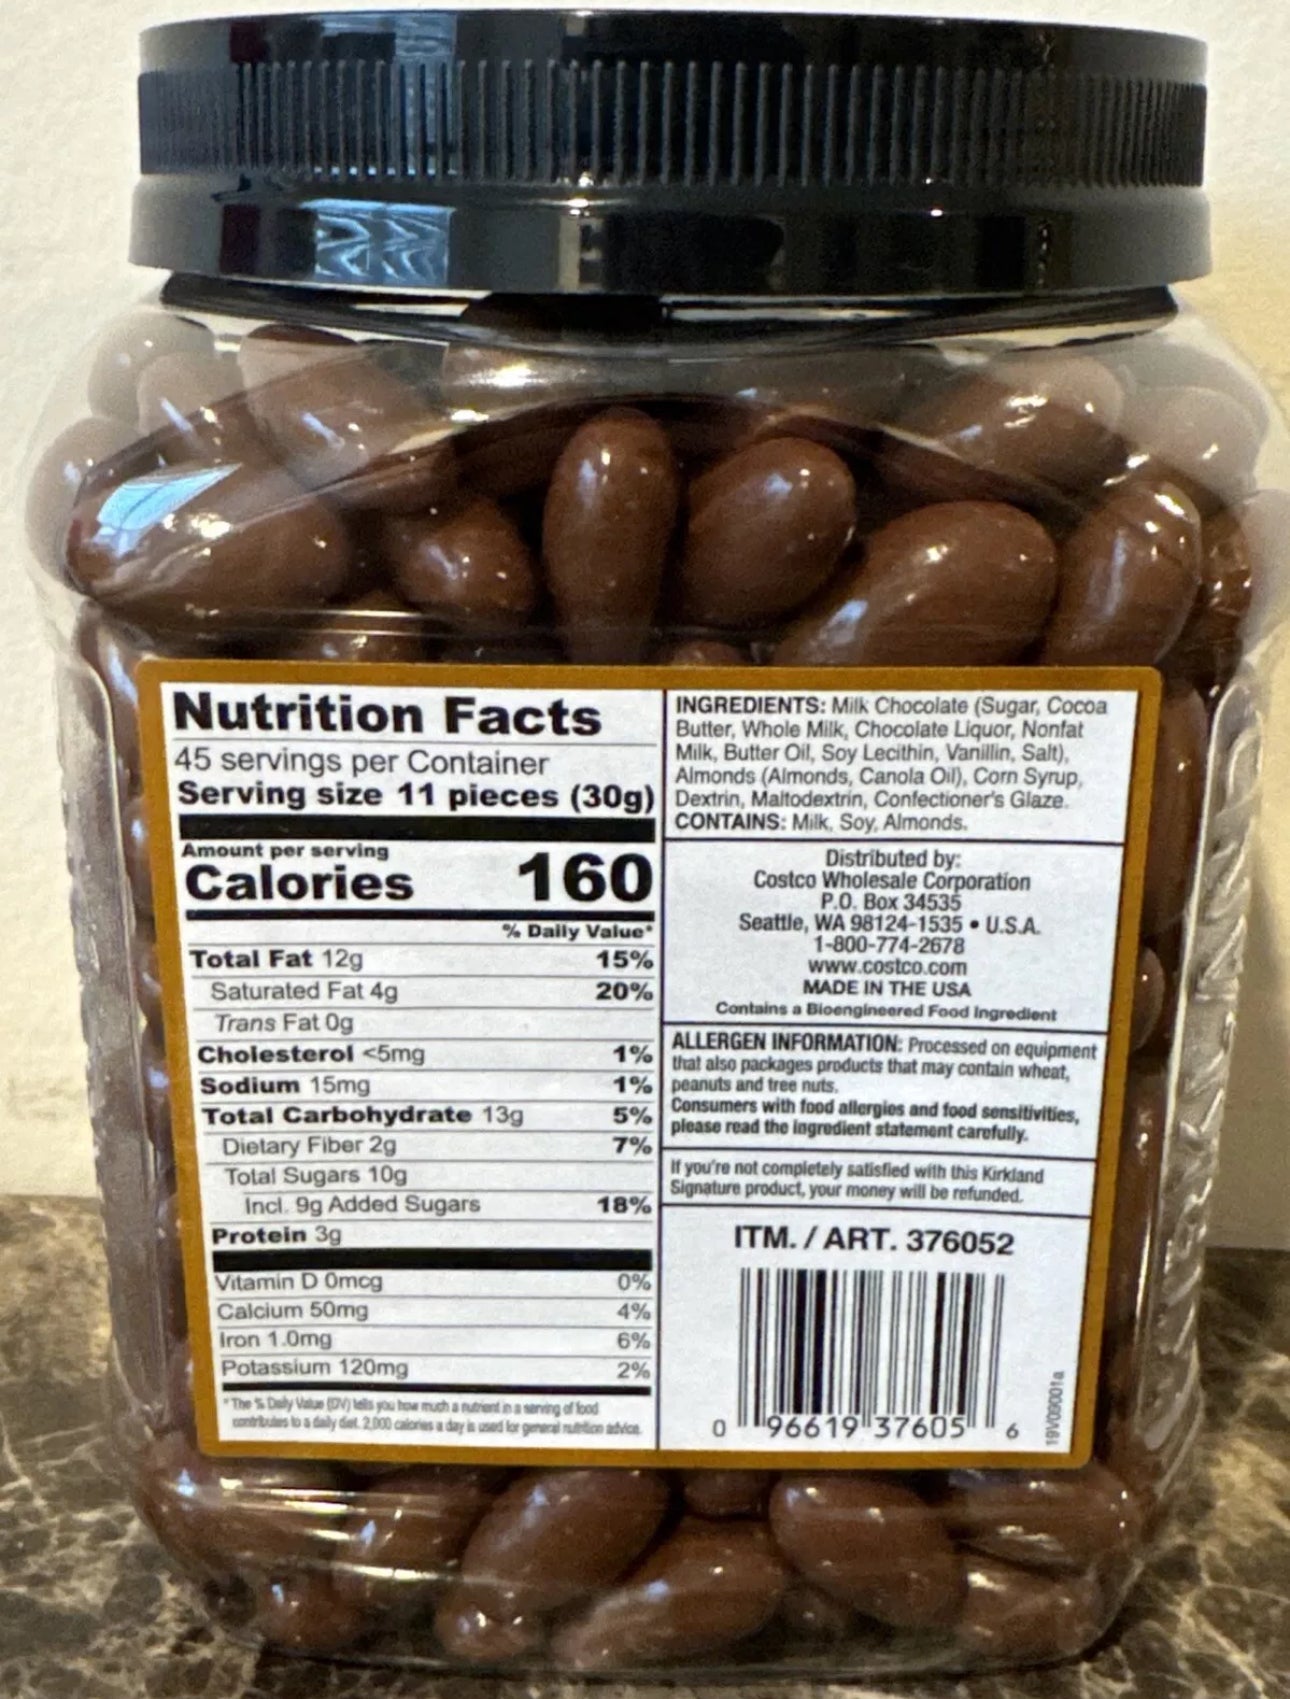 Nutrition Facts
45 servings per Container
Serving size 11 pieces (30g)
Amount per serving
Calories 160
% Daily Value*
Total Fat 12g 15%
Saturated Fat 4g 20%
Trans Fat 0g
Cholesterol <5mg 1%
Sodium 15mg 1%
Total Carbohydrate 13g 5%
Dietary Fiber 2g 7%
Total Sugars 10g
Incl. 9g Added Sugars 18%
Protein 3g
Vitamin D 0mcg 0%
Calcium 50mg 4%
Iron 1.0mg 6%
Potassium 120mg 2%
*The % Daily Value (DV) tells you how much a nutrient in a serving of food
contributes to a daily diet. 2,000 calories a day is used for general nutrition advice.
INGREDIENTS: Milk Chocolate (Sugar, Cocoa
Butter, Whole Milk, Chocolate Liquor, Nonfat
Milk, Butter Oil, Soy Lecithin, Vanillin, Salt),
Almonds (Almonds, Canola Oil), Corn Syrup,
Dextrin, Maltodextrin, Confectioner's Glaze.
CONTAINS: Milk, Soy, Almonds.
Distributed by:
Costco Wholesale Corporation
P.O. Box 34535
Seattle, WA 98124-1535 • U.S.A.
1-800-774-2678
www.costco.com
MADE IN THE USA
Contains a Bioengineered Food Ingredient
ALLERGEN INFORMATION: Processed on equipment
that also packages products that may contain wheat,
peanuts and tree nuts.
Consumers with food allergies and food sensitivities,
please read the ingredient statement carefully.
If you're not completely satisfied with this Kirkland
Signature product, your money will be refunded.
ITM. / ART. 376052
0 96619 37605 6
19V09001a